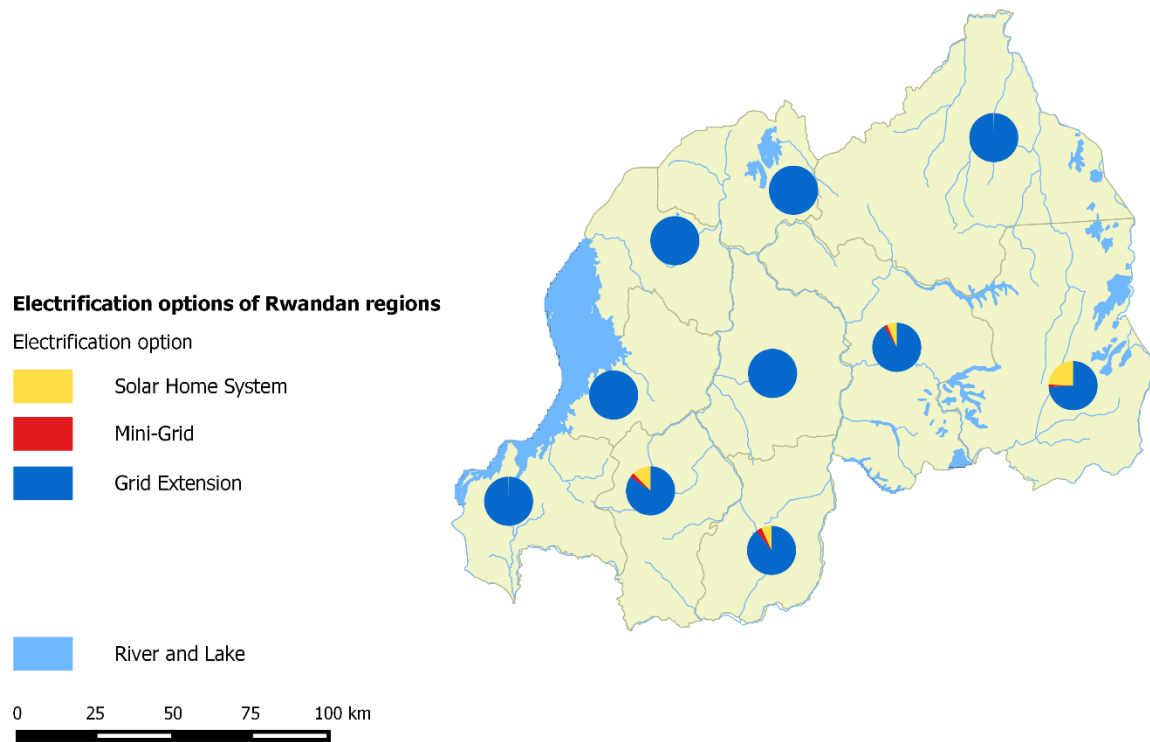 Electrification options of Rwandan regions
Electrification option
Solar Home System
Mini-Grid
Grid Extension
River and Lake
0 25 50 75 100 km